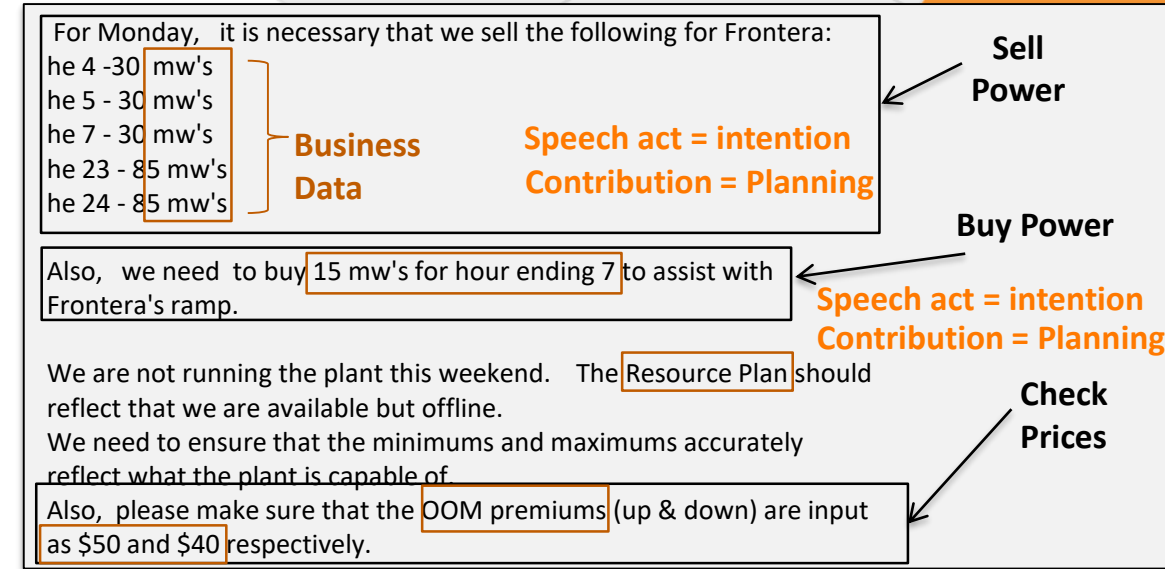 For Monday, it is necessary that we sell the following for Frontera:
he 4 -30 mw's
he 5 - 30 mw's
he 7 - 30 mw's
he 23 - 85 mw's
he 24 - 85 mw's
Business
Data
Speech act = intention
Contribution = Planning
Sell
Power
Also, we need to buy 15 mw's for hour ending 7 to assist with
Frontera's ramp.
Buy Power
Speech act = intention
Contribution = Planning
We are not running the plant this weekend. The Resource Plan should
reflect that we are available but offline.
We need to ensure that the minimums and maximums accurately
reflect what the plant is capable of.
Check
Prices
Also, please make sure that the OOM premiums (up & down) are input
as $50 and $40 respectively.